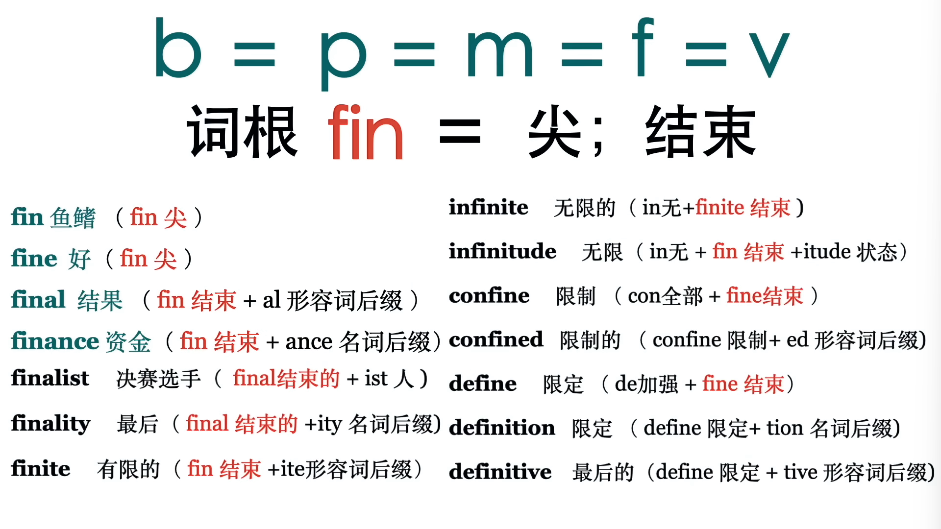 b = p = m = f = v
词根 fin = 尖；结束
fin 鱼鳍 （ fin 尖 ）
fine 好（ fin 尖 ）
final 结果 （ fin 结束 + al 形容词后缀 ）
finance 资金（ fin 结束 + ance 名词后缀）
finalist 决赛选手（ final结束的 + ist 人 )
finality 最后（ final 结束的 +ity 名词后缀)
finite 有限的（ fin 结束 +ite形容词后缀）
infinite 无限的（ in无+finite 结束 )
infinitude 无限（ in无 + fin 结束 +itude 状态）
confine 限制 （ con全部 + fine结束 ）
confined 限制的（ confine 限制+ ed 形容词后缀)
define 限定 （ de加强 + fine 结束）
definition 限定 （ define 限定+ tion 名词后缀)
definitive 最后的（define 限定 + tive 形容词后缀)